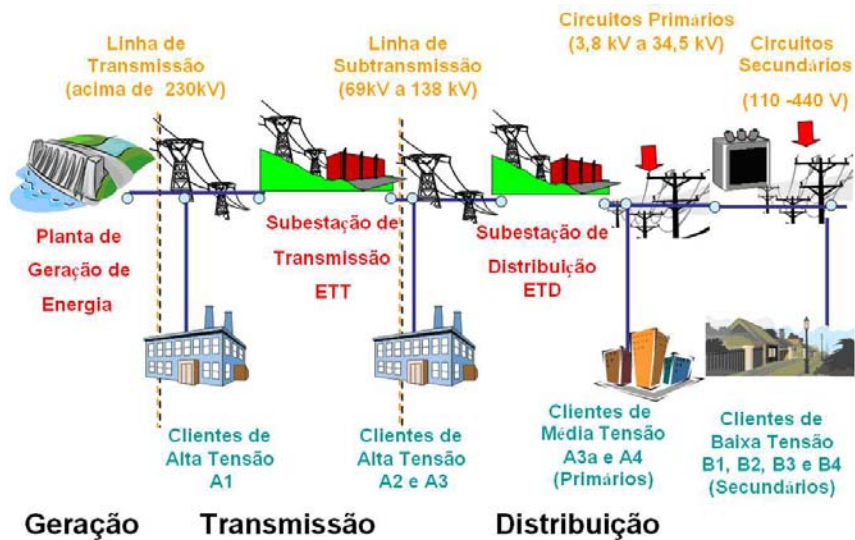 Linha de
Transmissão
(acima de 230kV)
Linha de
Subtransmissão
(69kV a 138 kV)
Circuitos Primários
(3,8 kV a 34,5 kV)
Circuitos
Secundários
(110 -440 V)
Planta de
Geração de
Energia
Subestação de
Transmissão
ETT
Subestação de
Distribuição
ETD
Clientes de
Alta Tensão
A1
Clientes de
Alta Tensão
A2 e A3
Clientes de
Média Tensão
A3a e A4
(Primários)
Clientes de
Baixa Tensão
B1, B2, B3 e B4
(Secundários)
Geração
Transmissão
Distribuição